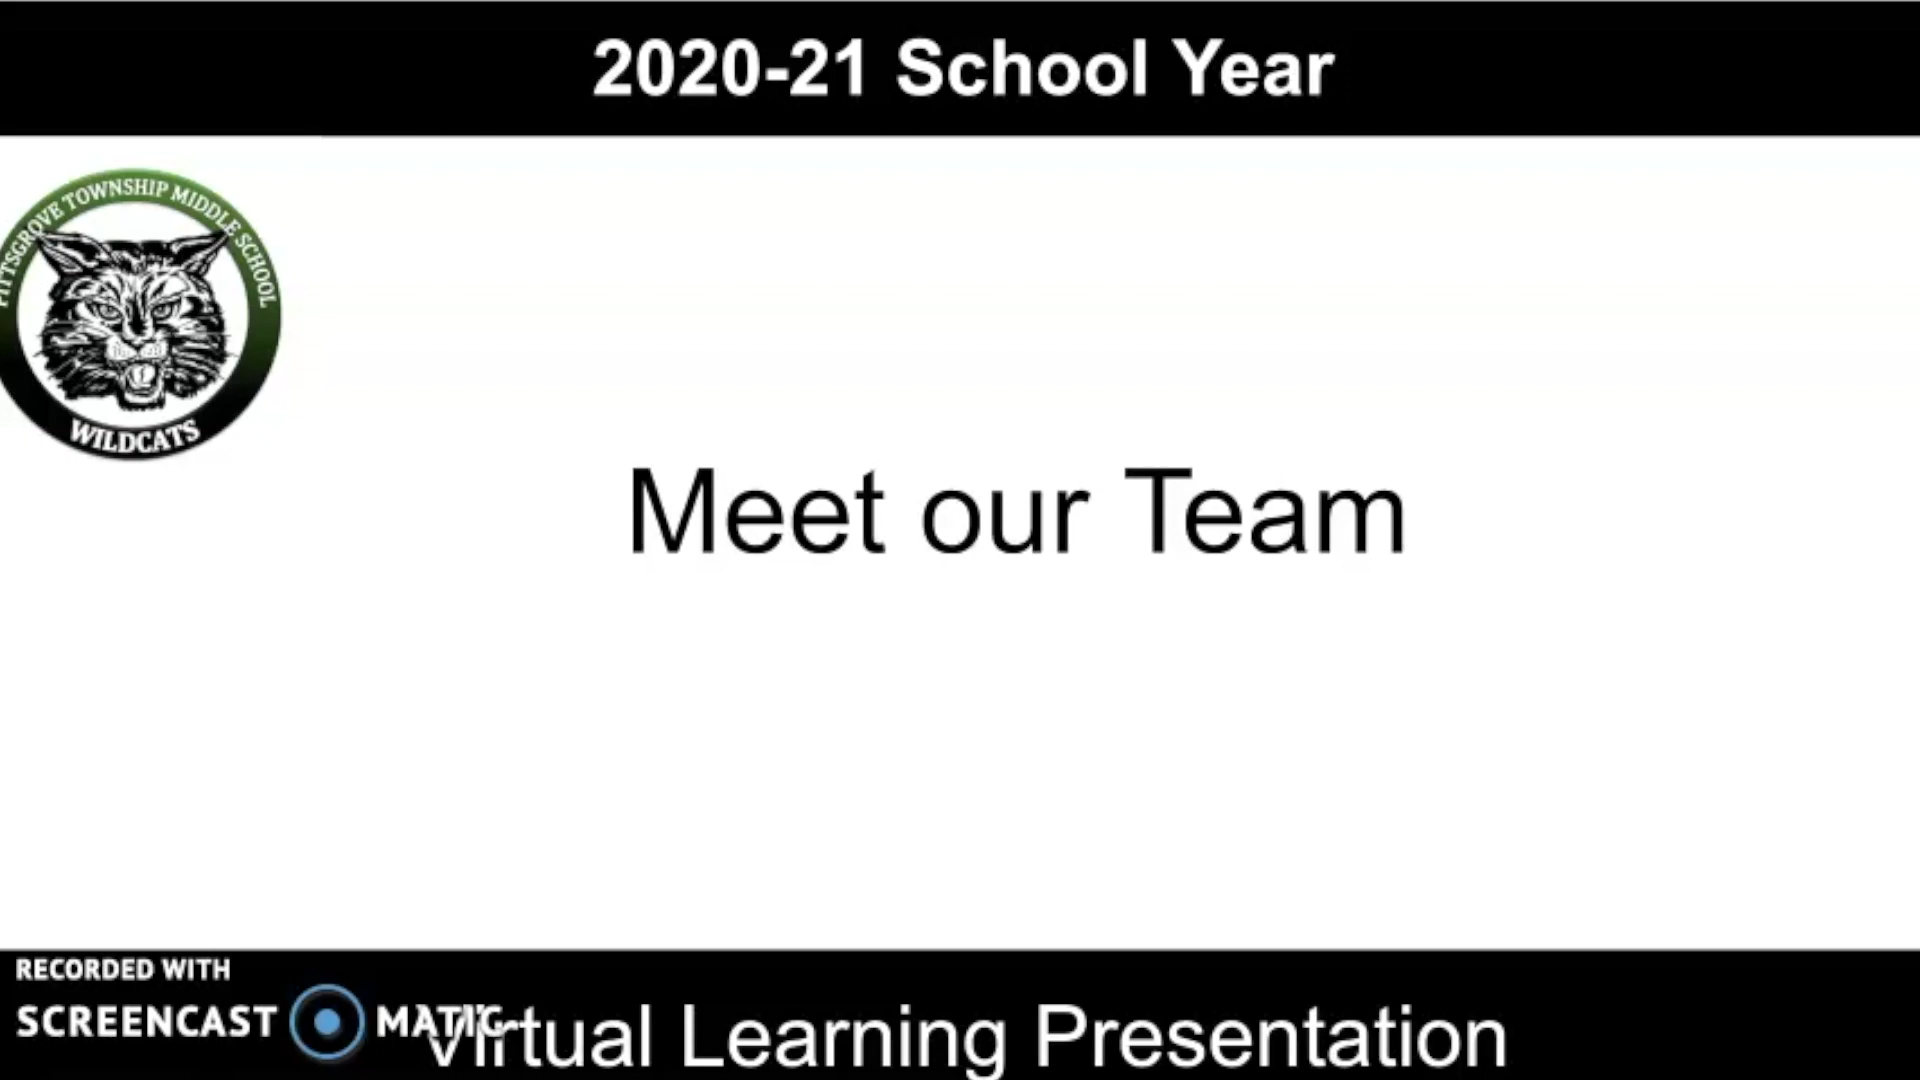 2020-21 School Year
PITTSGROVE TOWNSHIP MIDDLE SCHOOL
WILDCATS
Meet our Team
RECORDED WITH
SCREENCAST MATIC
Virtual Learning Presentation